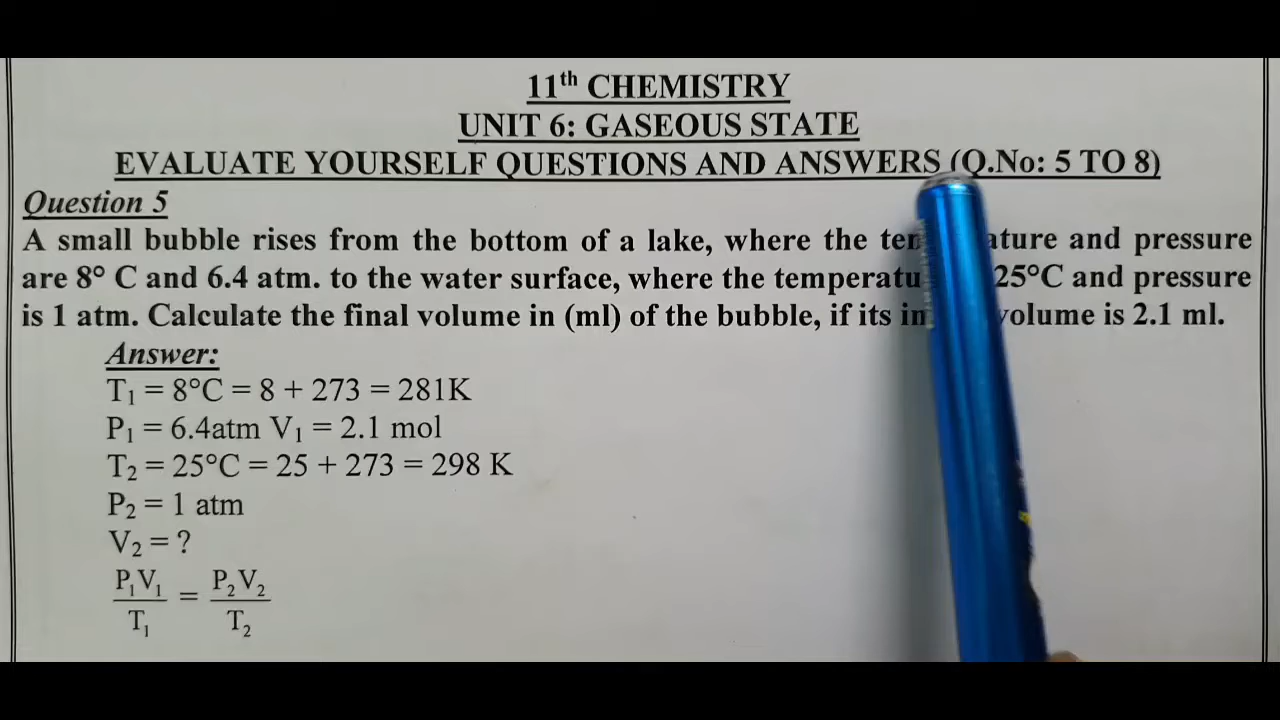 11th CHEMISTRY
UNIT 6: GASEOUS STATE
EVALUATE YOURSELF QUESTIONS AND ANSWERS (Q.No: 5 TO 8)
Question 5
A small bubble rises from the bottom of a lake, where the and pressure
are 8° C and 6.4 atm. to the water surface, where the 25°C and pressure
is 1 atm. Calculate the final volume in (ml) of the bubble, if its volume is 2.1 ml.
Answer:
T₁ = 8°C = 8 + 273 = 281K
P₁ = 6.4atm V₁ = 2.1 mol
T₂ = 25°C = 25 + 273 = 298 K
P₂ = 1 atm
V₂ = ?
P₁V₁ / T₁ = P₂V₂ / T₂